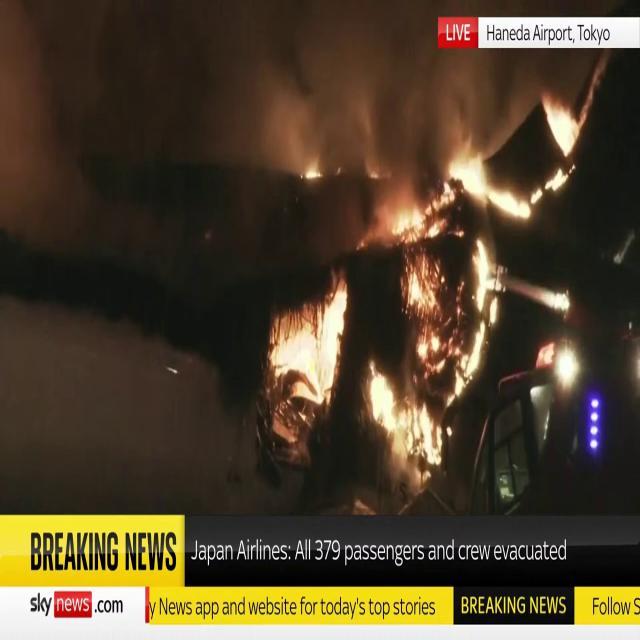 LIVE Haneda Airport, Tokyo
BREAKING NEWS Japan Airlines: All 379 passengers and crew evacuated
sky news.com y News app and website for today's top stories BREAKING NEWS Follow S